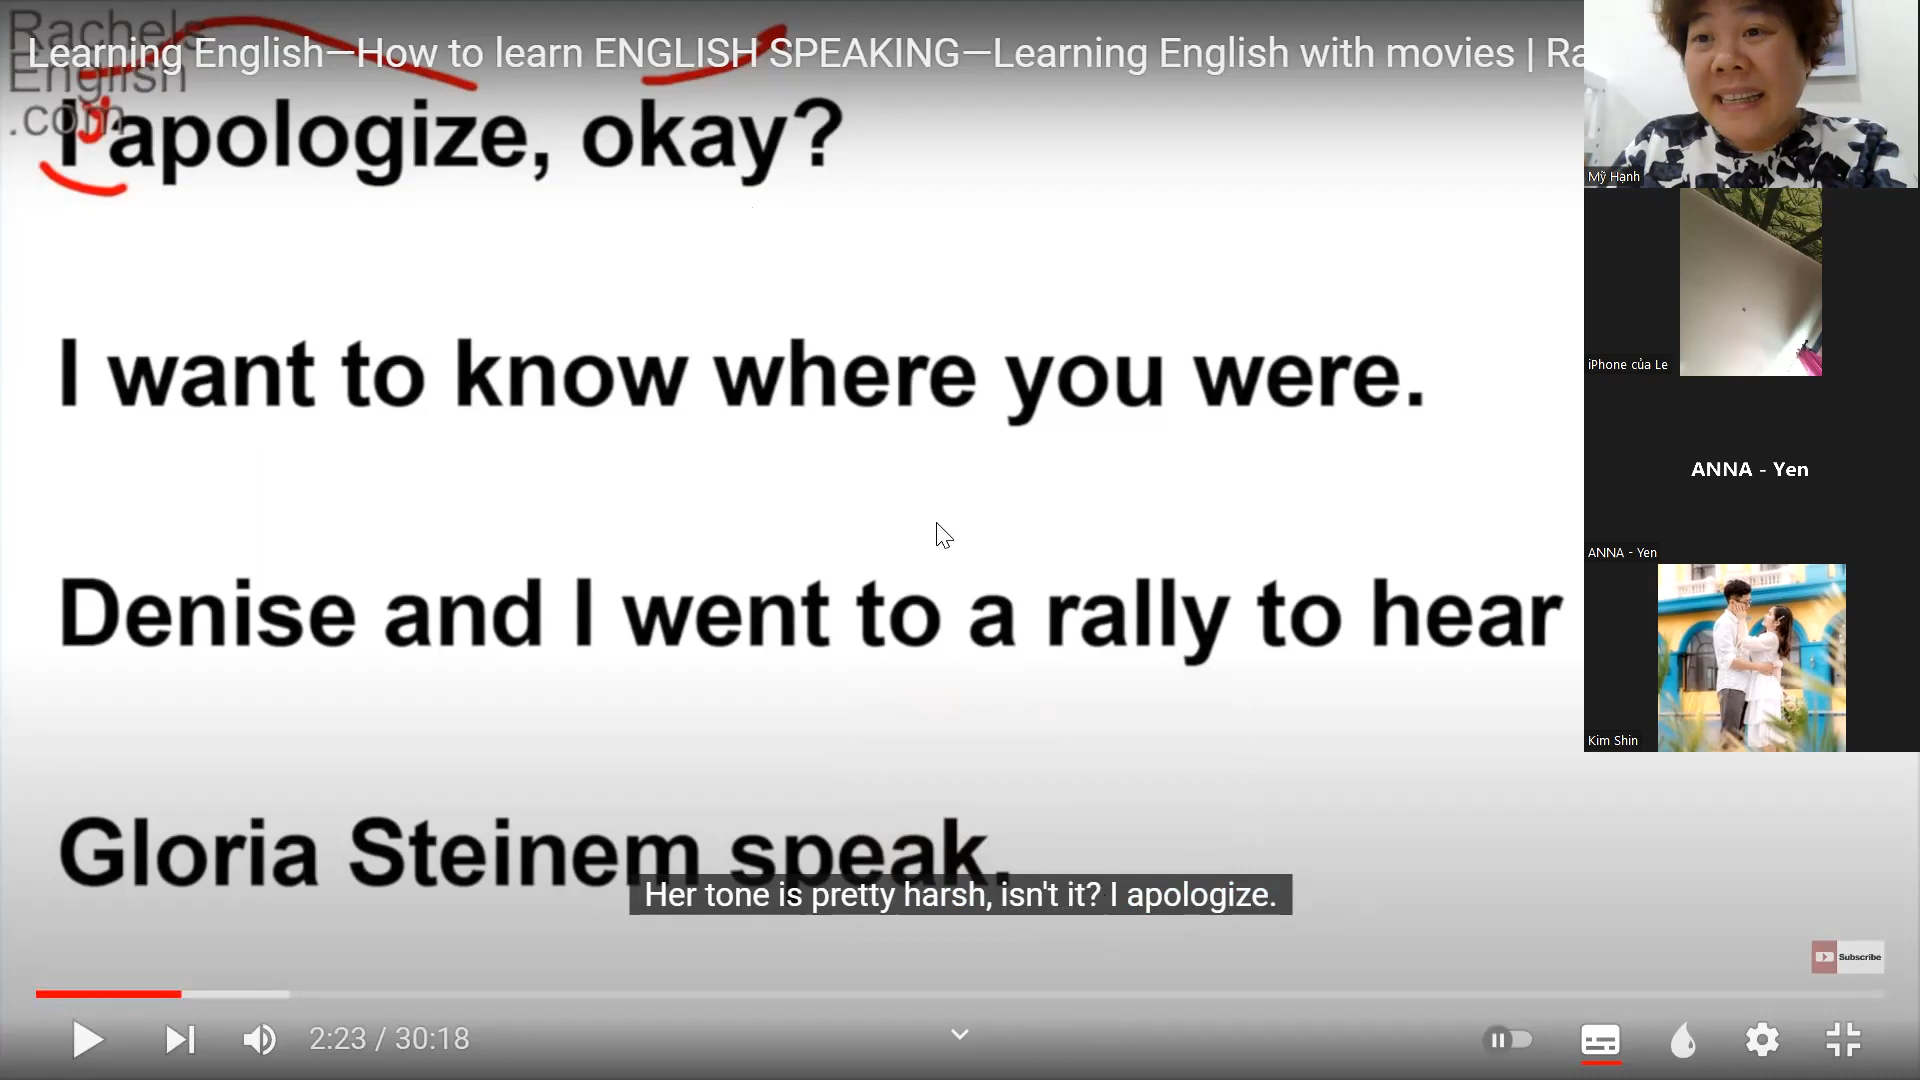 Rachel's
English
.com
Learning English—How to learn ENGLISH SPEAKING—Learning English with movies | Ra
I apologize, okay?
I want to know where you were.
Denise and I went to a rally to hear
Gloria Steinem speak.
Her tone is pretty harsh, isn't it? I apologize.
Subscribe
2:23 / 30:18
Mỹ Hạnh
iPhone của Le
ANNA - Yen
ANNA - Yen
Kim Shin